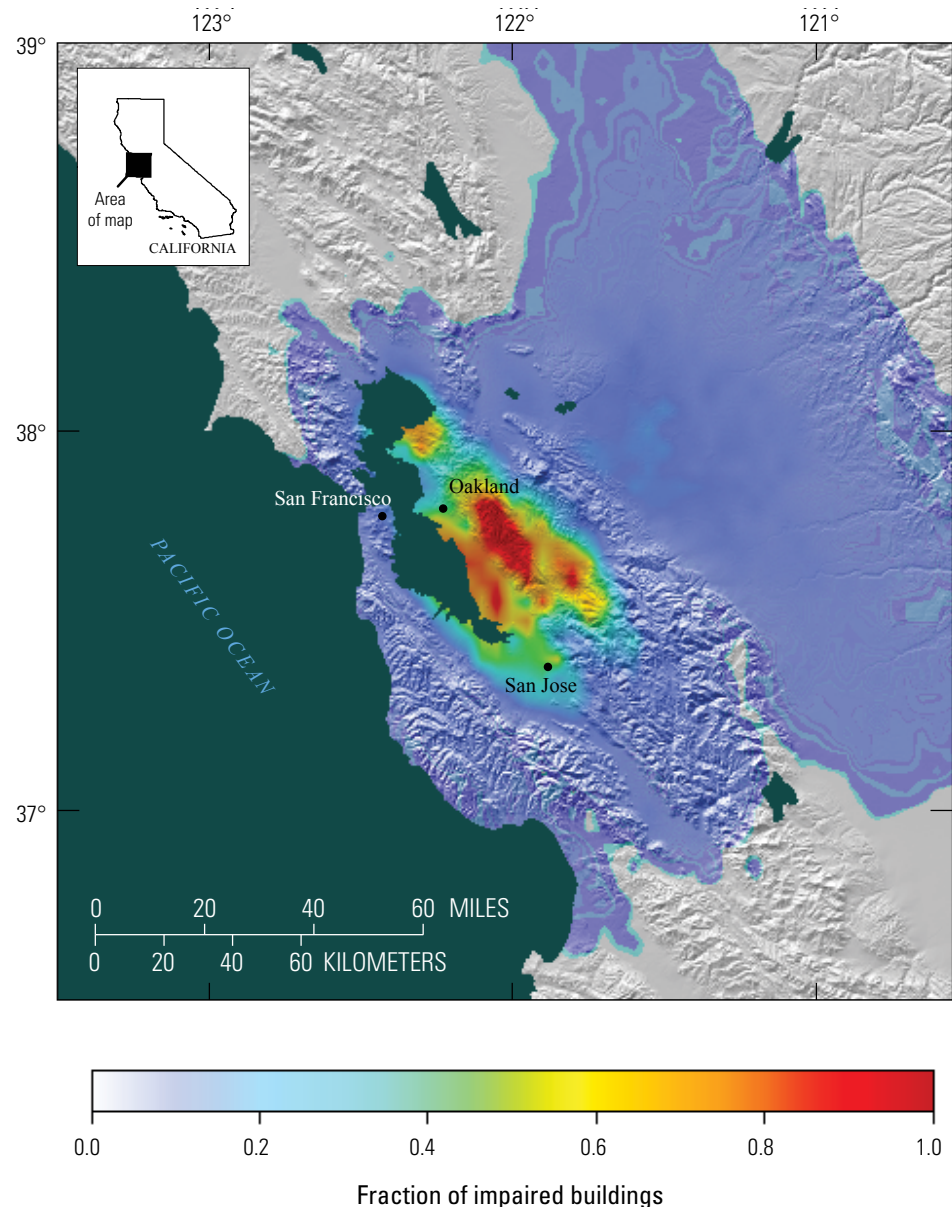 123° 122° 121°
39°
Area
of map
CALIFORNIA
38°
Oakland
San Francisco
PACIFIC OCEAN
San Jose
37°
0 20 40 60 MILES
0 20 40 60 KILOMETERS
0.0 0.2 0.4 0.6 0.8 1.0
Fraction of impaired buildings